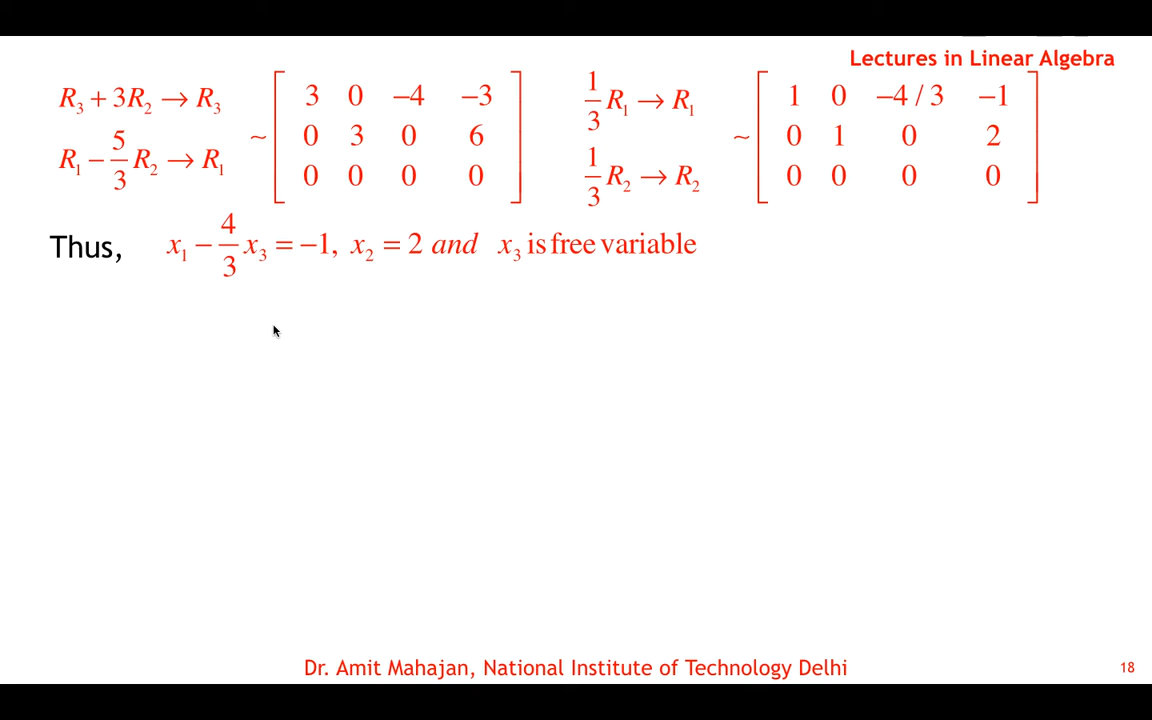 Lectures in Linear Algebra
R₃ + 3R₂ → R₃
R₁ − 5/3 R₂ → R₁
~ [ 3 0 −4 −3
0 3 0 6
0 0 0 0 ]
1/3 R₁ → R₁
1/3 R₂ → R₂
~ [ 1 0 −4 / 3 −1
0 1 0 2
0 0 0 0 ]
Thus, x₁ − 4/3 x₃ = −1, x₂ = 2 and x₃ is free variable
Dr. Amit Mahajan, National Institute of Technology Delhi
18